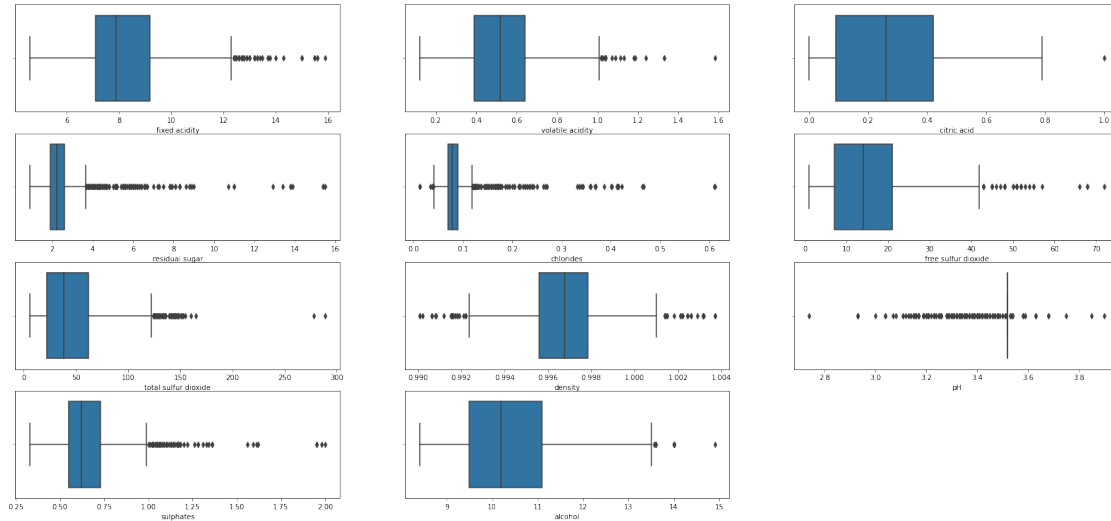 6 8 10 12 14 16
fixed acidity
0.2 0.4 0.6 0.8 1.0 1.2 1.4 1.6
volatile acidity
0.0 0.2 0.4 0.6 0.8 1.0
citric acid
2 4 6 8 10 12 14 16
residual sugar
0.0 0.1 0.2 0.3 0.4 0.5 0.6
chlorides
0 10 20 30 40 50 60 70
free sulfur dioxide
0 50 100 150 200 250 300
total sulfur dioxide
0.990 0.992 0.994 0.996 0.998 1.000 1.002 1.004
density
2.8 3.0 3.2 3.4 3.6 3.8
pH
0.25 0.50 0.75 1.00 1.25 1.50 1.75 2.00
sulphates
9 10 11 12 13 14 15
alcohol